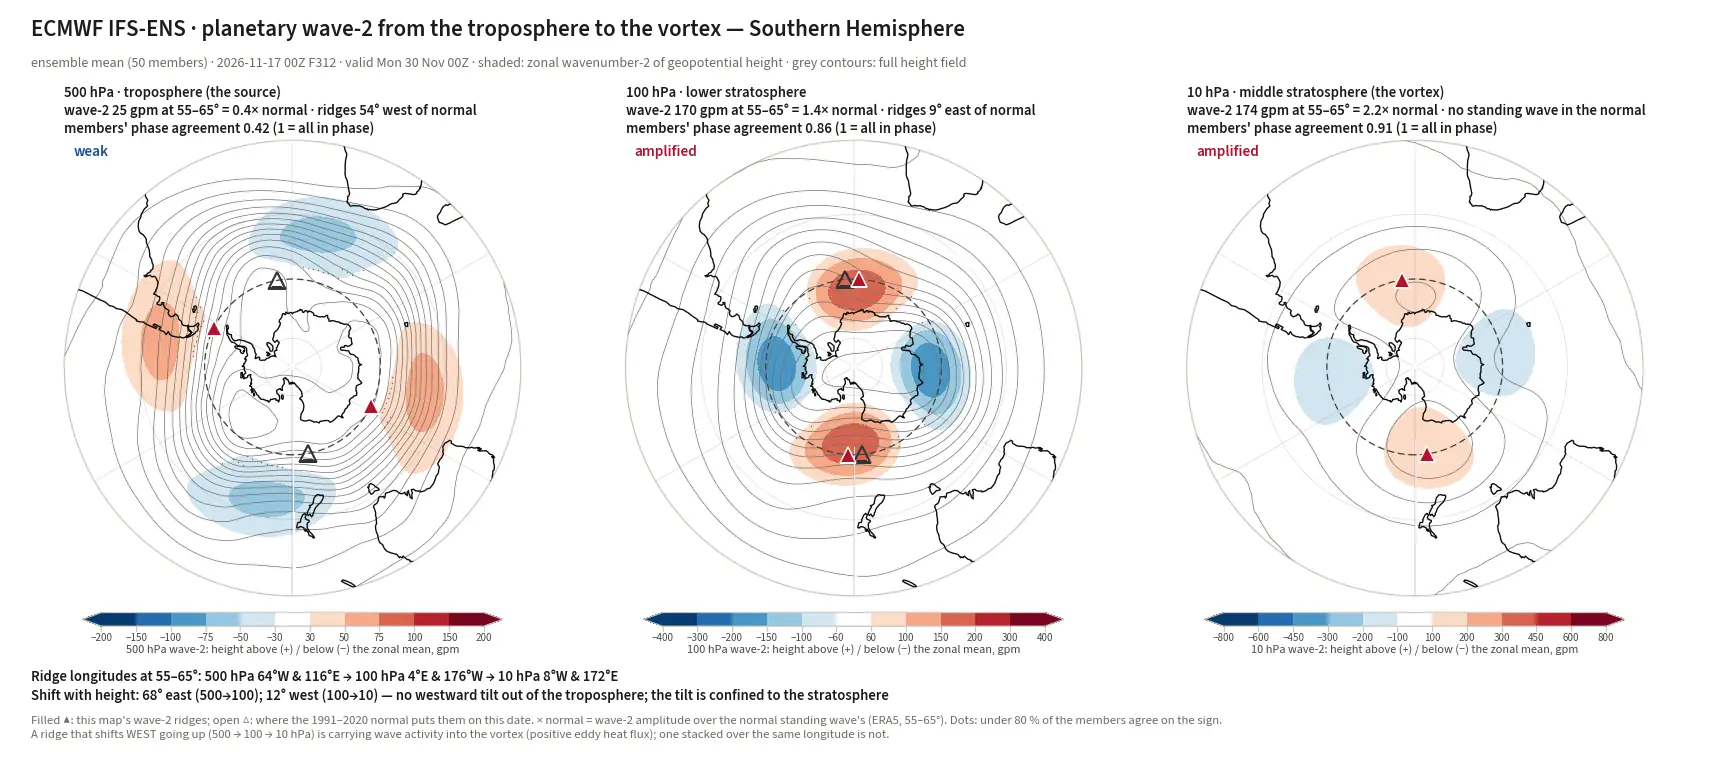 ECMWF IFS-ENS · planetary wave-2 from the troposphere to the vortex — Southern Hemisphere
ensemble mean (50 members) · 2026-11-17 00Z F312 · valid Mon 30 Nov 00Z · shaded: zonal wavenumber-2 of geopotential height · grey contours: full height field
500 hPa · troposphere (the source)
wave-2 25 gpm at 55–65° = 0.4× normal · ridges 54° west of normal
members' phase agreement 0.42 (1 = all in phase)
weak
100 hPa · lower stratosphere
wave-2 170 gpm at 55–65° = 1.4× normal · ridges 9° east of normal
members' phase agreement 0.86 (1 = all in phase)
amplified
10 hPa · middle stratosphere (the vortex)
wave-2 174 gpm at 55–65° = 2.2× normal · no standing wave in the normal
members' phase agreement 0.91 (1 = all in phase)
amplified
−200 −150 −100 −75 −50 −30 30 50 75 100 150 200
500 hPa wave-2: height above (+) / below (−) the zonal mean, gpm
−400 −300 −200 −150 −100 −60 60 100 150 200 300 400
100 hPa wave-2: height above (+) / below (−) the zonal mean, gpm
−800 −600 −450 −300 −200 −100 100 200 300 450 600 800
10 hPa wave-2: height above (+) / below (−) the zonal mean, gpm
Ridge longitudes at 55–65°: 500 hPa 64°W & 116°E → 100 hPa 4°E & 176°W → 10 hPa 8°W & 172°E
Shift with height: 68° east (500→100); 12° west (100→10) — no westward tilt out of the troposphere; the tilt is confined to the stratosphere
Filled ▲: this map's wave-2 ridges; open △: where the 1991–2020 normal puts them on this date. × normal = wave-2 amplitude over the normal standing wave's (ERA5, 55–65°). Dots: under 80 % of the members agree on the sign.
A ridge that shifts WEST going up (500 → 100 → 10 hPa) is carrying wave activity into the vortex (positive eddy heat flux); one stacked over the same longitude is not.